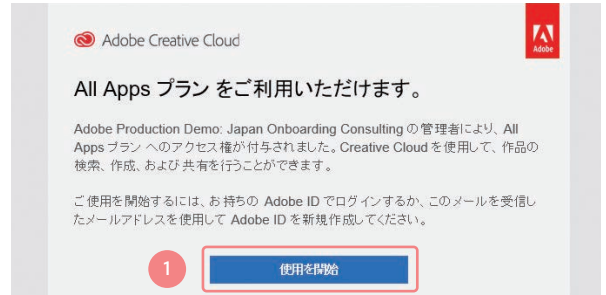 Adobe Creative Cloud
Adobe
All Apps プラン をご利用いただけます。
Adobe Production Demo: Japan Onboarding Consulting の管理者により、All
Apps プラン へのアクセス権が付与されました。Creative Cloud を使用して、作品の
検索、作成、および共有を行うことができます。
ご使用を開始するには、お持ちの Adobe ID でログインするか、このメールを受信し
たメールアドレスを使用して Adobe ID を新規作成してください。
1
使用を開始